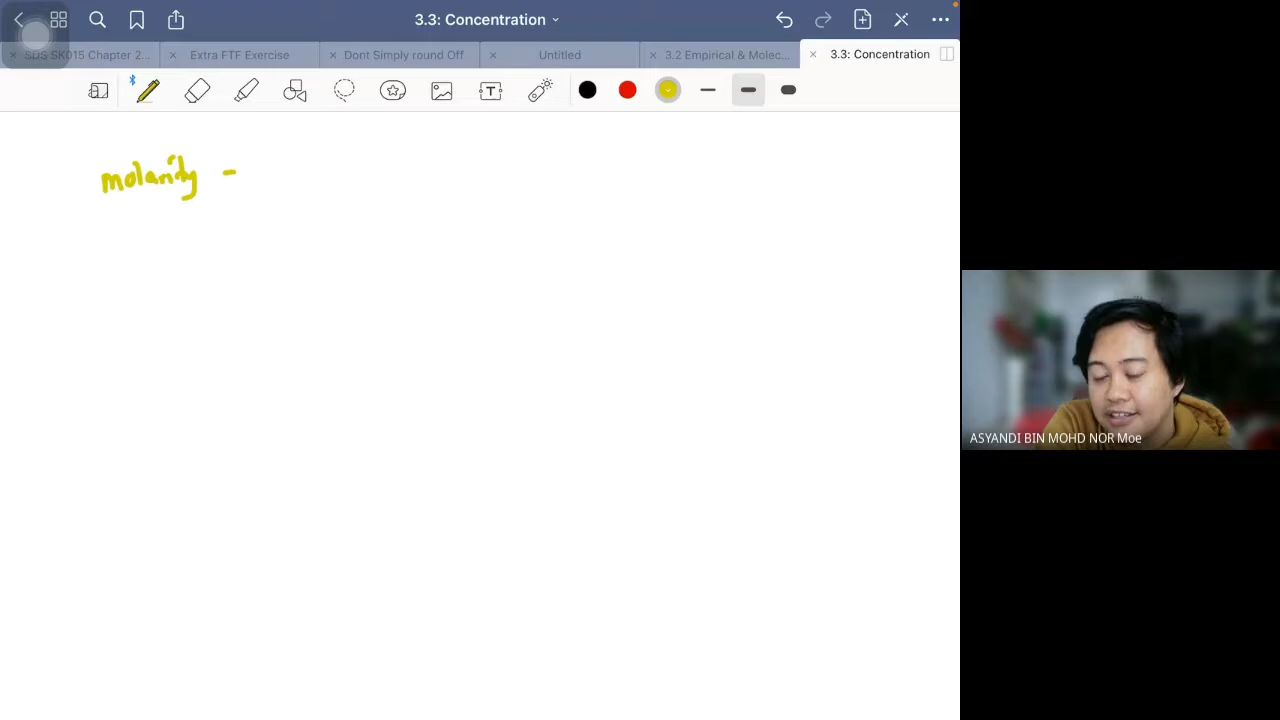 3.3: Concentration
SDS SK015 Chapter 2...
Extra FTF Exercise
Dont Simply round Off
Untitled
3.2 Empirical & Molec...
3.3: Concentration
T
molarity -
ASYANDI BIN MOHD NOR Moe